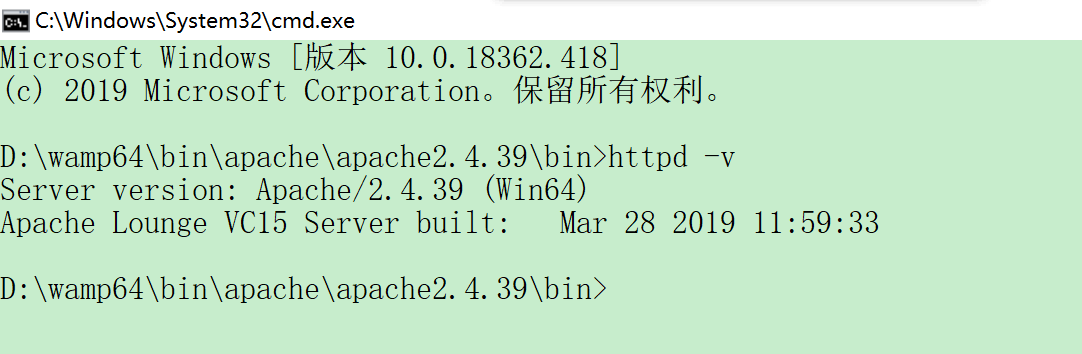 C:\Windows\System32\cmd.exe
Microsoft Windows [版本 10.0.18362.418]
(c) 2019 Microsoft Corporation。保留所有权利。
D:\wamp64\bin\apache\apache2.4.39\bin>httpd -v
Server version: Apache/2.4.39 (Win64)
Apache Lounge VC15 Server built:   Mar 28 2019 11:59:33
D:\wamp64\bin\apache\apache2.4.39\bin>